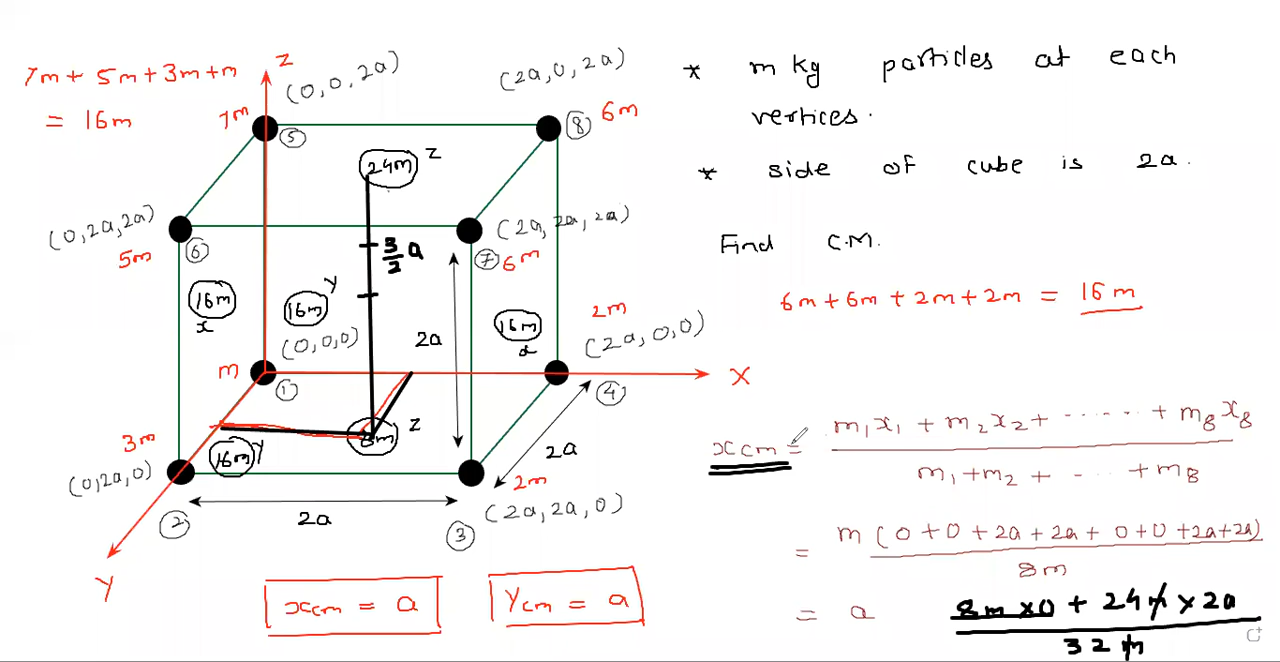 7m + 5m + 3m + m
= 16m
Z
(0, 0, 2a)
7m
5
(2a, 0, 2a)
8
6m
24m
Z
(0, 2a, 2a)
6
5m
(2a, 2a, 2a)
7
6m
3/2 a
16m
x
16m
y
(0, 0, 0)
m
1
2a
16m
x
2m
(2a, 0, 0)
X
4
3m
(0, 2a, 0)
16m
y
8m
Z
2a
2m
(2a, 2a, 0)
2
2a
3
Y
xcm = a
Ycm = a
* m kg particles at each
vertices.
* side of cube is 2a.
Find C.M.
6m + 6m + 2m + 2m = 16m
xcm = m1x1 + m2x2 + ...... + m8x8
m1 + m2 + - ... + m8
= m (0 + 0 + 2a + 2a + 0 + 0 + 2a + 2a)
8m
= a
8m x 0 + 24m x 2a
32m